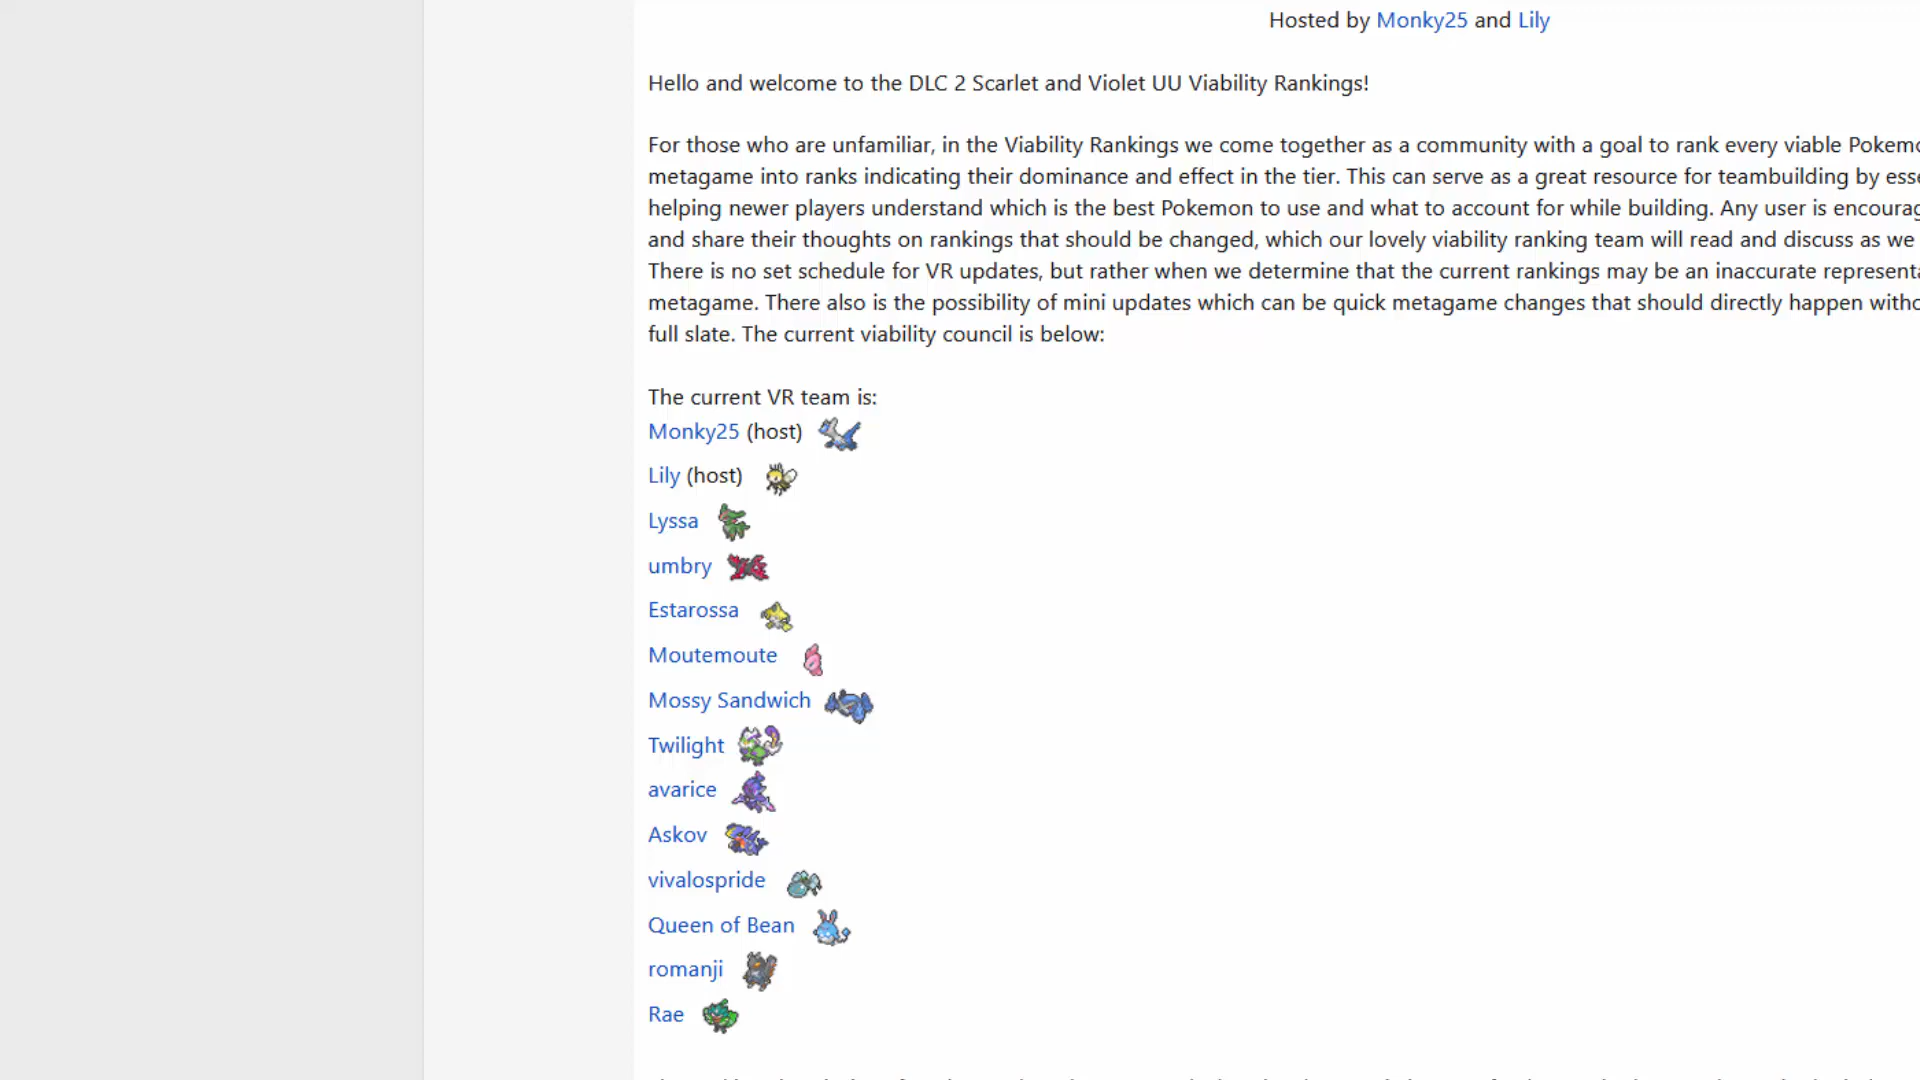 Hosted by Monky25 and Lily
Hello and welcome to the DLC 2 Scarlet and Violet UU Viability Rankings!
For those who are unfamiliar, in the Viability Rankings we come together as a community with a goal to rank every viable
metagame into ranks indicating their dominance and effect in the tier. This can serve as a great resource for teambuilding by
helping newer players understand which is the best Pokemon to use and what to account for while building. Any user is
and share their thoughts on rankings that should be changed, which our lovely viability ranking team will read and discuss as we
There is no set schedule for VR updates, but rather when we determine that the current rankings may be an inaccurate
metagame. There also is the possibility of mini updates which can be quick metagame changes that should directly happen
full slate. The current viability council is below:
The current VR team is:
Monky25 (host)
Lily (host)
Lyssa
umbry
Estarossa
Moutemoute
Mossy Sandwich
Twilight
avarice
Askov
vivalospride
Queen of Bean
romanji
Rae